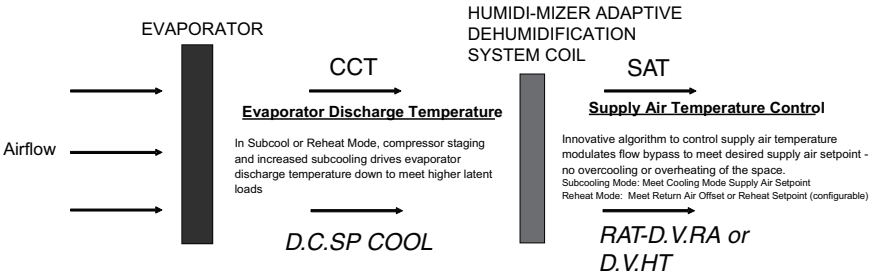 HUMIDI-MIZER ADAPTIVE
DEHUMIDIFICATION
SYSTEM COIL
EVAPORATOR
CCT
SAT
Airflow
Evaporator Discharge Temperature
In Subcool or Reheat Mode, compressor staging
and increased subcooling drives evaporator
discharge temperature down to meet higher latent
loads
Supply Air Temperature Control
Innovative algorithm to control supply air temperature
modulates flow bypass to meet desired supply air setpoint -
no overcooling or overheating of the space.
Subcooling Mode: Meet Cooling Mode Supply Air Setpoint
Reheat Mode: Meet Return Air Offset or Reheat Setpoint (configurable)
D.C.SP COOL
RAT-D.V.RA or
D.V.HT